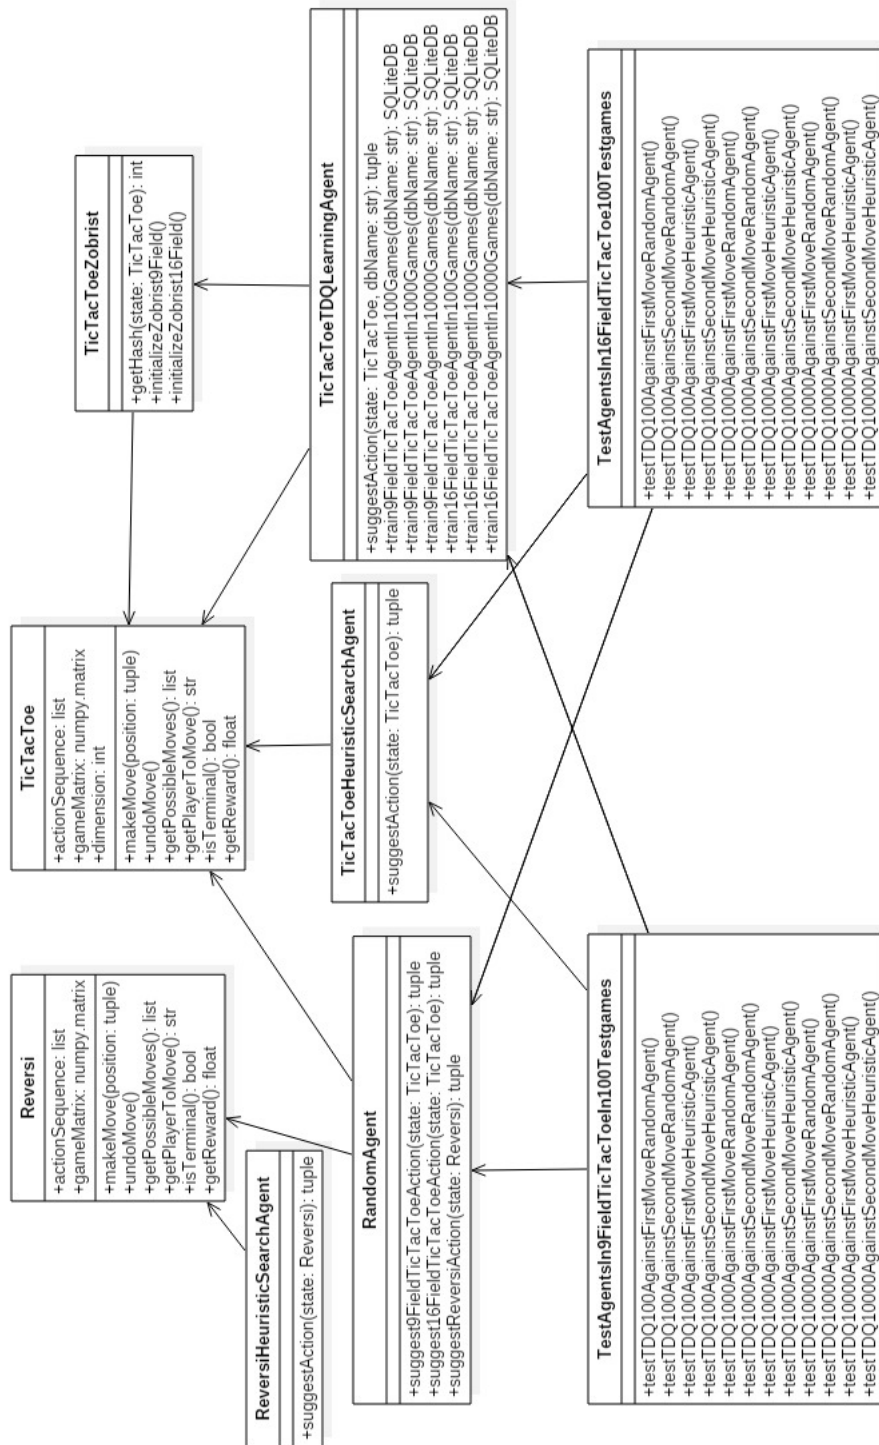 Reversi
+actionSequence: list
+gameMatrix: numpy.matrix
+makeMove(position: tuple)
+undoMove()
+getPossibleMoves(): list
+getPlayerToMove(): str
+isTerminal(): bool
+getReward(): float
TicTacToe
+actionSequence: list
+gameMatrix: numpy.matrix
+dimension: int
+makeMove(position: tuple)
+undoMove()
+getPossibleMoves(): list
+getPlayerToMove(): str
+isTerminal(): bool
+getReward(): float
TicTacToeZobrist
+getHash(state: TicTacToe): int
+initializeZobrist9Field()
+initializeZobrist16Field()
ReversiHeuristicSearchAgent
+suggestAction(state: Reversi): tuple
RandomAgent
+suggest9FieldTicTacToeAction(state: TicTacToe): tuple
+suggest16FieldTicTacToeAction(state: TicTacToe): tuple
+suggestReversiAction(state: Reversi): tuple
TicTacToeHeuristicSearchAgent
+suggestAction(state: TicTacToe): tuple
TicTacToeTDQLearningAgent
+suggestAction(state: TicTacToe, dbName: str): tuple
+train9FieldTicTacToeAgentIn100Games(dbName: str): SQLiteDB
+train9FieldTicTacToeAgentIn1000Games(dbName: str): SQLiteDB
+train9FieldTicTacToeAgentIn10000Games(dbName: str): SQLiteDB
+train16FieldTicTacToeAgentIn100Games(dbName: str): SQLiteDB
+train16FieldTicTacToeAgentIn1000Games(dbName: str): SQLiteDB
+train16FieldTicTacToeAgentIn10000Games(dbName: str): SQLiteDB
TestAgentsIn9FieldTicTacToeIn100Testgames
+testTDQ100AgainstFirstMoveRandomAgent()
+testTDQ100AgainstSecondMoveRandomAgent()
+testTDQ100AgainstFirstMoveHeuristicAgent()
+testTDQ100AgainstSecondMoveHeuristicAgent()
+testTDQ1000AgainstFirstMoveRandomAgent()
+testTDQ1000AgainstSecondMoveRandomAgent()
+testTDQ1000AgainstFirstMoveHeuristicAgent()
+testTDQ1000AgainstSecondMoveHeuristicAgent()
+testTDQ10000AgainstFirstMoveRandomAgent()
+testTDQ10000AgainstSecondMoveRandomAgent()
+testTDQ10000AgainstFirstMoveHeuristicAgent()
+testTDQ10000AgainstSecondMoveHeuristicAgent()
TestAgentsIn16FieldTicTacToe100Testgames
+testTDQ100AgainstFirstMoveRandomAgent()
+testTDQ100AgainstSecondMoveRandomAgent()
+testTDQ100AgainstFirstMoveHeuristicAgent()
+testTDQ100AgainstSecondMoveHeuristicAgent()
+testTDQ1000AgainstFirstMoveRandomAgent()
+testTDQ1000AgainstSecondMoveRandomAgent()
+testTDQ1000AgainstFirstMoveHeuristicAgent()
+testTDQ1000AgainstSecondMoveHeuristicAgent()
+testTDQ10000AgainstFirstMoveRandomAgent()
+testTDQ10000AgainstSecondMoveRandomAgent()
+testTDQ10000AgainstFirstMoveHeuristicAgent()
+testTDQ10000AgainstSecondMoveHeuristicAgent()